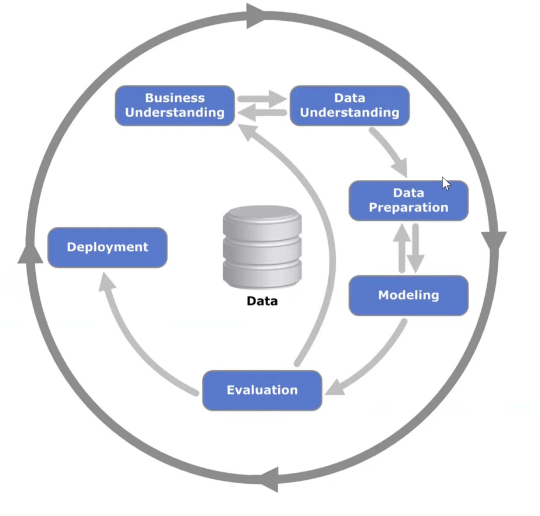 Business
Understanding
Data
Understanding
Data
Preparation
Deployment
Data
Modeling
Evaluation